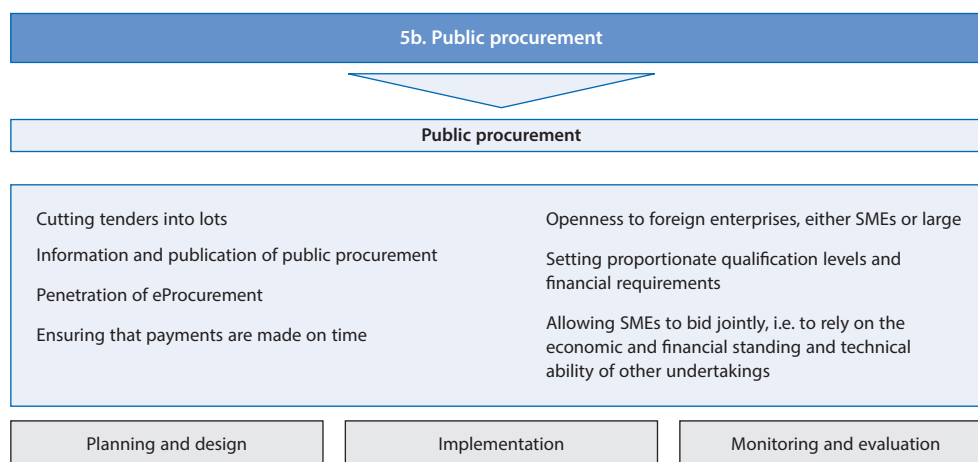 5b. Public procurement
Public procurement
Cutting tenders into lots
Information and publication of public procurement
Penetration of eProcurement
Ensuring that payments are made on time
Openness to foreign enterprises, either SMEs or large
Setting proportionate qualification levels and
financial requirements
Allowing SMEs to bid jointly, i.e. to rely on the
economic and financial standing and technical
ability of other undertakings
Planning and design
Implementation
Monitoring and evaluation